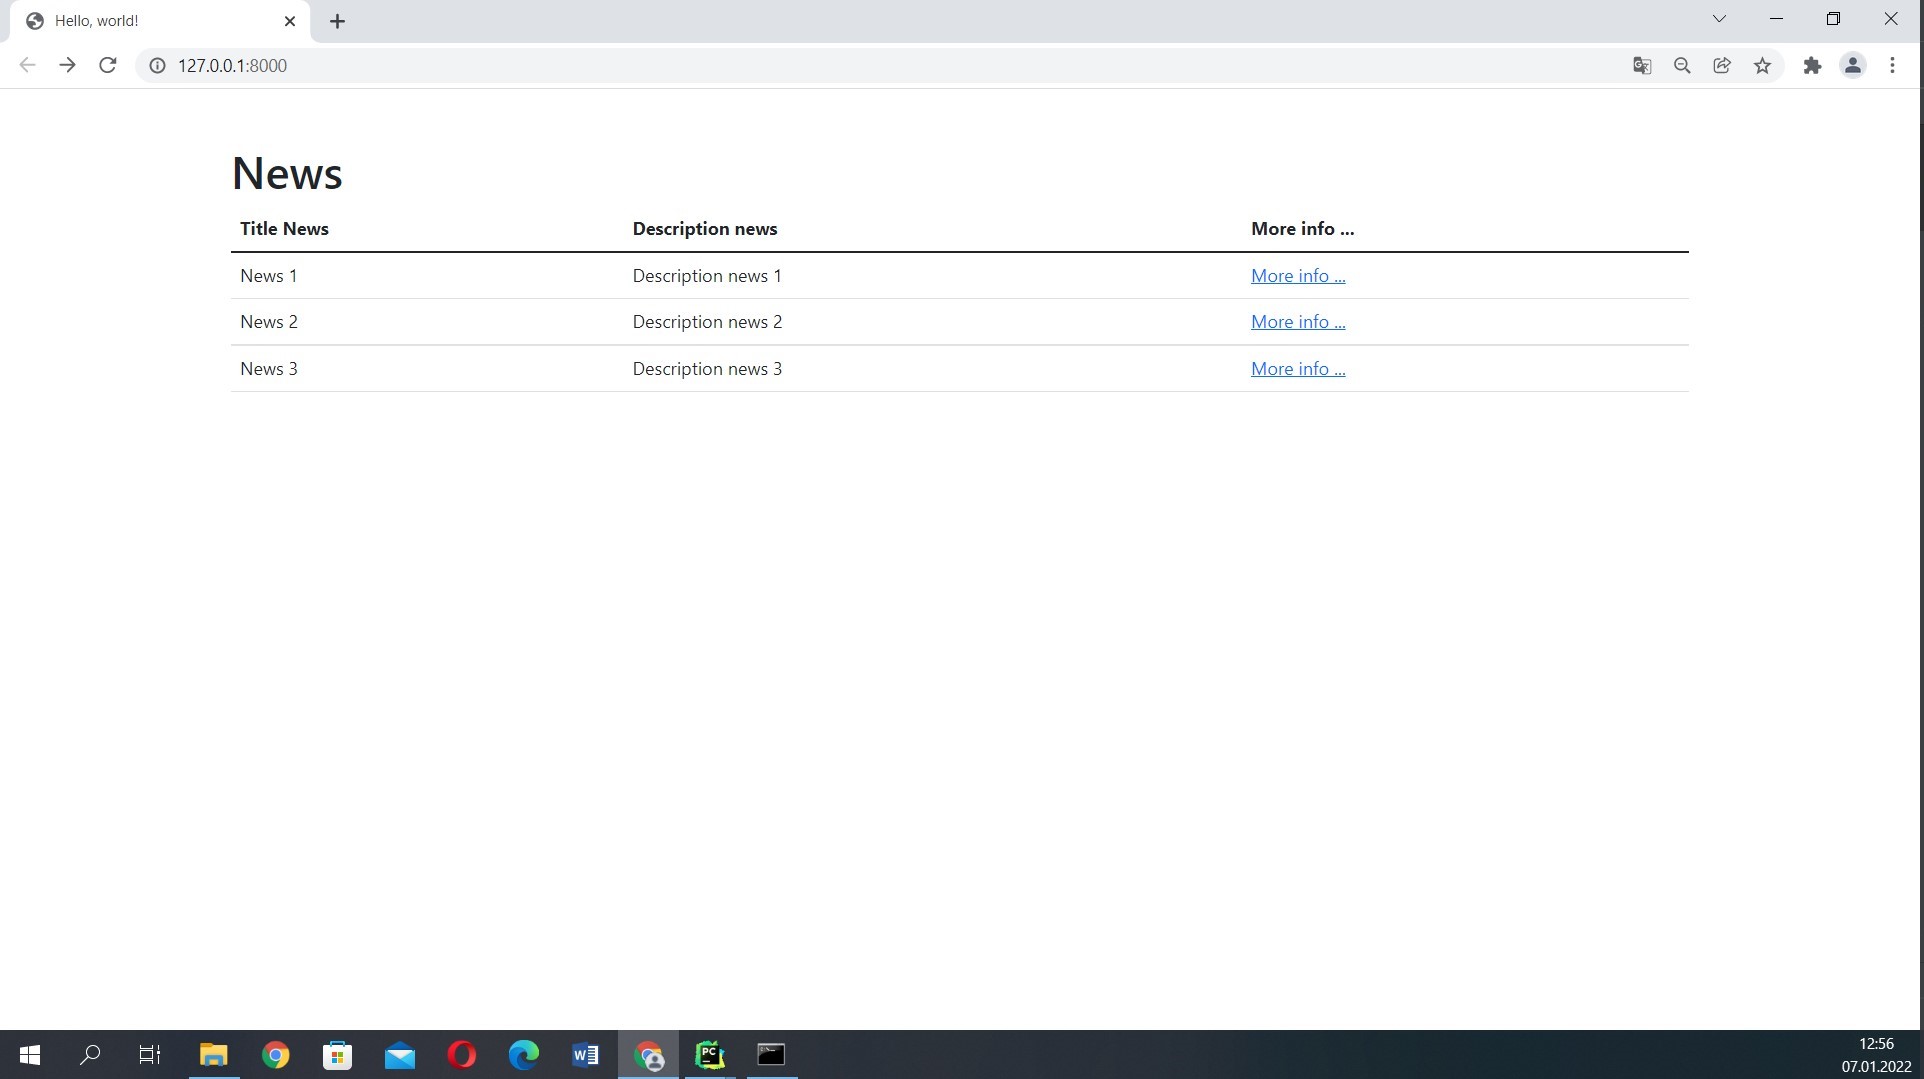 Hello, world!
127.0.0.1:8000
News
Title News Description news More info ...
News 1 Description news 1 More info ...
News 2 Description news 2 More info ...
News 3 Description news 3 More info ...
12:56
07.01.2022